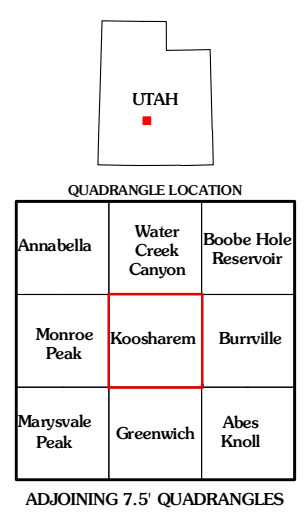 UTAH
QUADRANGLE LOCATION
Annabella
Water
Creek
Canyon
Boobe Hole
Reservoir
Monroe
Peak
Koosharem
Burrville
Marysvale
Peak
Greenwich
Abes
Knoll
ADJOINING 7.5' QUADRANGLES